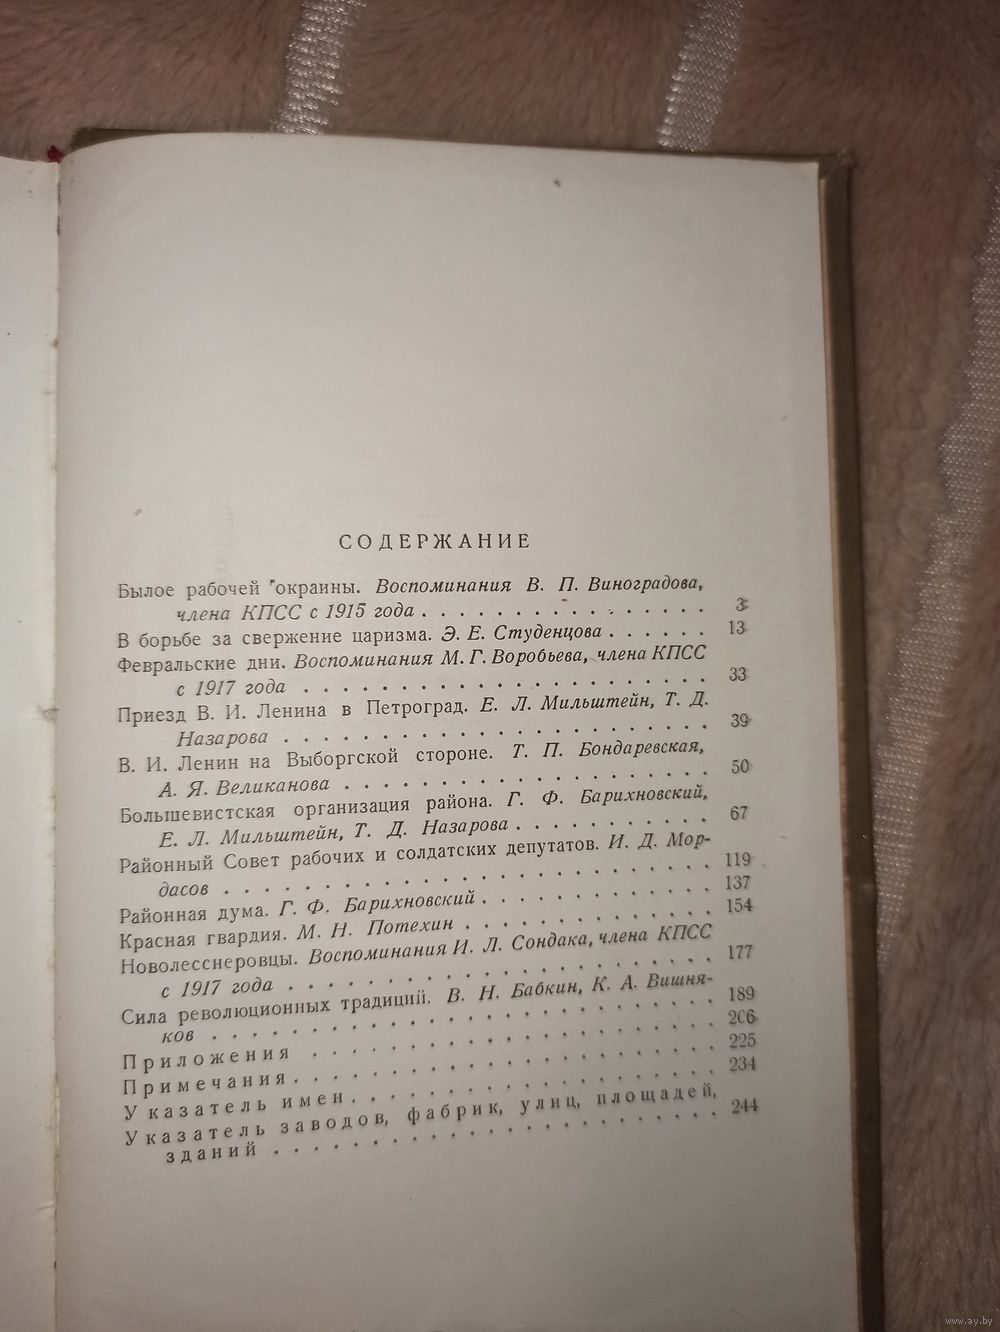 СОДЕРЖАНИЕ
Былое рабочей окраины. Воспоминания В. П. Виноградова,
члена КПСС с 1915 года . . . . . . . . . . . . . . . 3
В борьбе за свержение царизма. Э. Е. Студенцова . . . . . . 13
Февральские дни. Воспоминания М. Г. Воробьева, члена КПСС
с 1917 года . . . . . . . . . . . . . . . . . . . . 33
Приезд В. И. Ленина в Петроград. Е. Л. Мильштейн, Т. Д.
Назарова . . . . . . . . . . . . . . . . . . . . . 39
В. И. Ленин на Выборгской стороне. Т. П. Бондаревская,
А. Я. Великанова . . . . . . . . . . . . . . . . . . 50
Большевистская организация района. Г. Ф. Барихновский,
Е. Л. Мильштейн, Т. Д. Назарова . . . . . . . . . . . 67
Районный Совет рабочих и солдатских депутатов. И. Д. Мор-
дасов . . . . . . . . . . . . . . . . . . . . . . . 119
Районная дума. Г. Ф. Барихновский . . . . . . . . . . . . 137
Красная гвардия. М. Н. Потехин . . . . . . . . . . . . . 154
Новолесснеровцы. Воспоминания И. Л. Сондака, члена КПСС
с 1917 года . . . . . . . . . . . . . . . . . . . . 177
Сила революционных традиций. В. Н. Бабкин, К. А. Вишня-
ков . . . . . . . . . . . . . . . . . . . . . . . . 189
Приложения . . . . . . . . . . . . . . . . . . . . . 206
Примечания . . . . . . . . . . . . . . . . . . . . . 225
Указатель имен . . . . . . . . . . . . . . . . . . . 234
Указатель заводов, фабрик, улиц, площадей,
зданий . . . . . . . . . . . . . . . . . . . . . . 244
www.ay.by